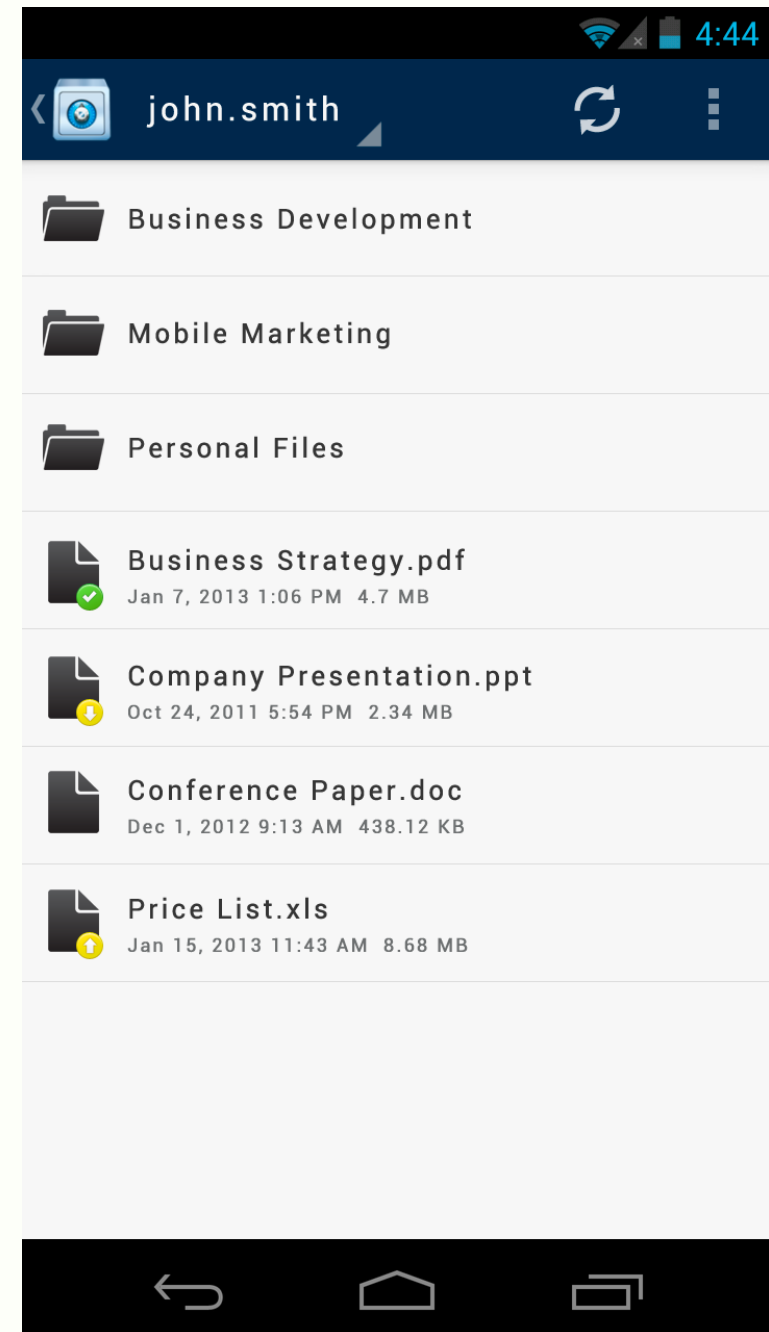 4:44
john.smith
Business Development
Mobile Marketing
Personal Files
Business Strategy.pdf
Jan 7, 2013 1:06 PM 4.7 MB
Company Presentation.ppt
Oct 24, 2011 5:54 PM 2.34 MB
Conference Paper.doc
Dec 1, 2012 9:13 AM 438.12 KB
Price List.xls
Jan 15, 2013 11:43 AM 8.68 MB